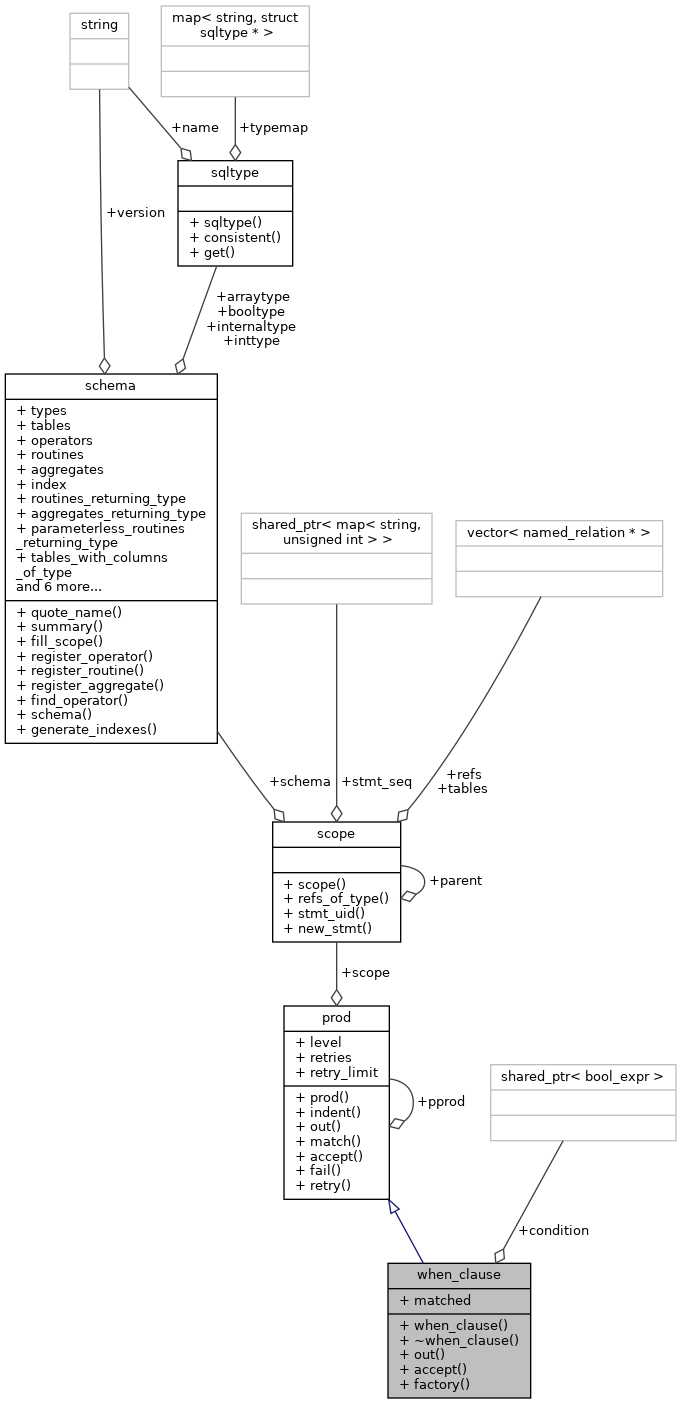 string
map< string, struct
sqltype * >
+name
+typemap
sqltype
+ sqltype()
+ consistent()
+ get()
+version
+arraytype
+booltype
+internaltype
+inttype
schema
+ types
+ tables
+ operators
+ routines
+ aggregates
+ index
+ routines_returning_type
+ aggregates_returning_type
+ parameterless_routines
_returning_type
+ tables_with_columns
_of_type
and 6 more...
+ quote_name()
+ summary()
+ fill_scope()
+ register_operator()
+ register_routine()
+ register_aggregate()
+ find_operator()
+ schema()
+ generate_indexes()
shared_ptr< map< string,
unsigned int > >
vector< named_relation * >
+schema
+stmt_seq
+refs
+tables
scope
+ scope()
+ refs_of_type()
+ stmt_uid()
+ new_stmt()
+parent
+scope
prod
+ level
+ retries
+ retry_limit
+ prod()
+ indent()
+ out()
+ match()
+ accept()
+ fail()
+ retry()
+pprod
shared_ptr< bool_expr >
+condition
when_clause
+ matched
+ when_clause()
+ ~when_clause()
+ out()
+ accept()
+ factory()